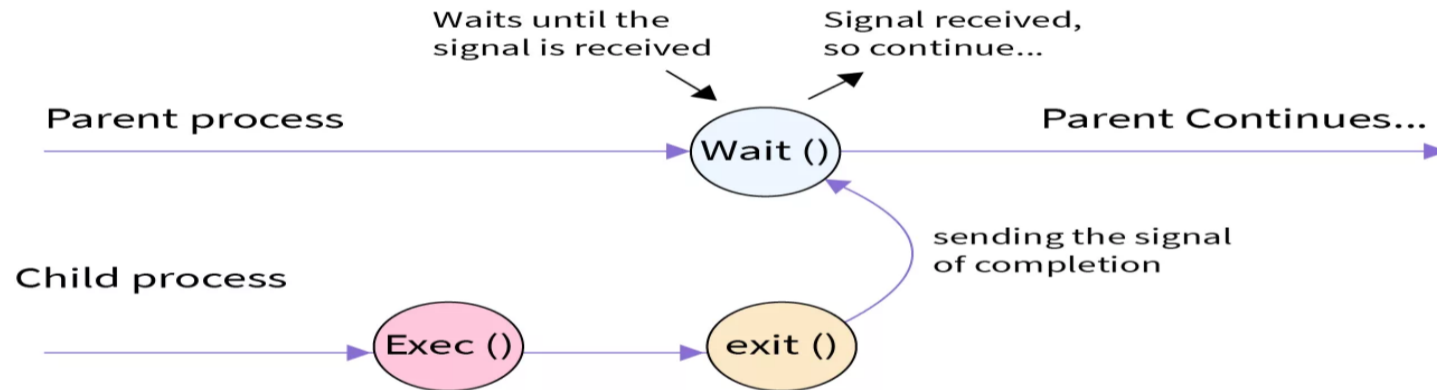 Waits until the
signal is received
Signal received,
so continue...
Parent process
Wait ()
Parent Continues...
sending the signal
of completion
Child process
Exec ()
exit ()